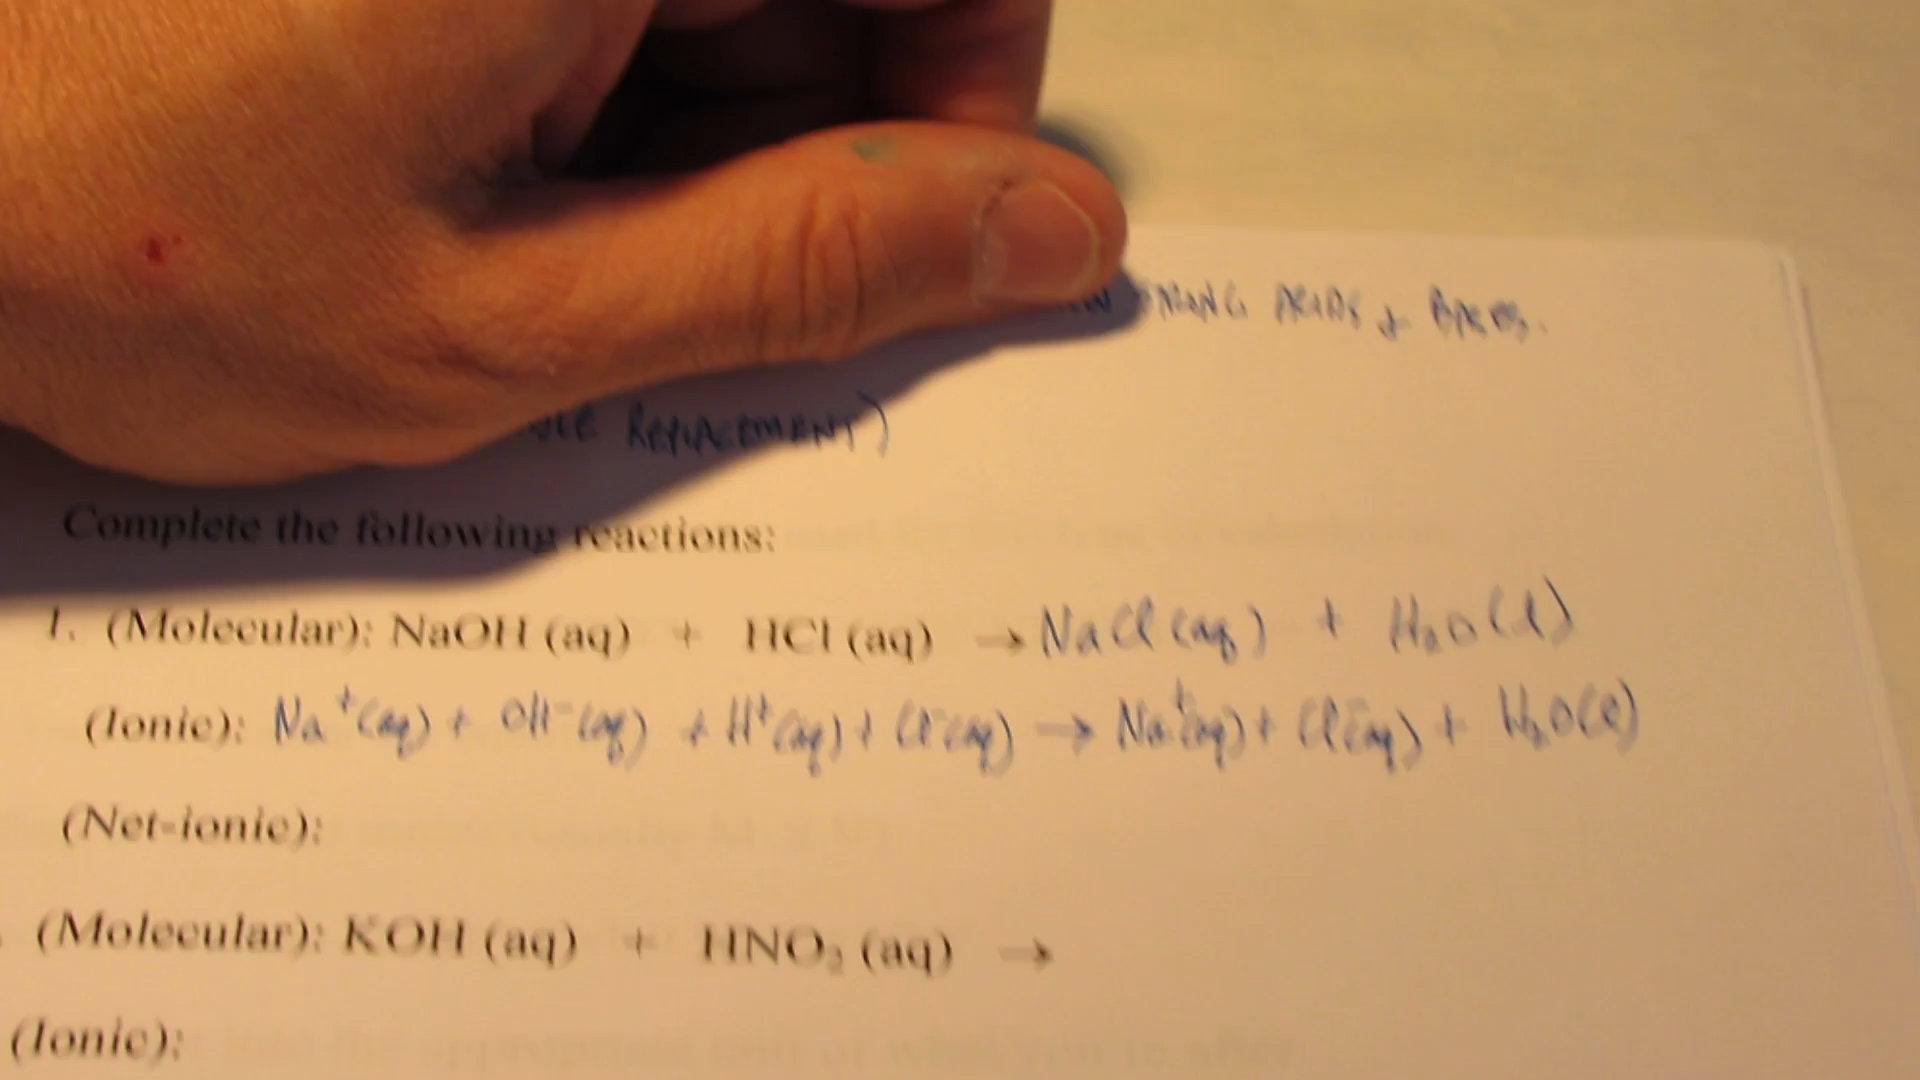 STRONG ACIDS & BASES.
REPLACEMENT)
Complete the following reactions:
1. (Molecular): NaOH (aq) + HCl (aq) → NaCl (aq) + H₂O(l)
(Ionic): Na⁺(aq) + OH⁻(aq) + H⁺(aq) + Cl⁻(aq) → Na⁺(aq) + Cl⁻(aq) + H₂O(l)
(Net-ionic):
(Molecular): KOH (aq) + HNO₂ (aq) →
(Ionic):